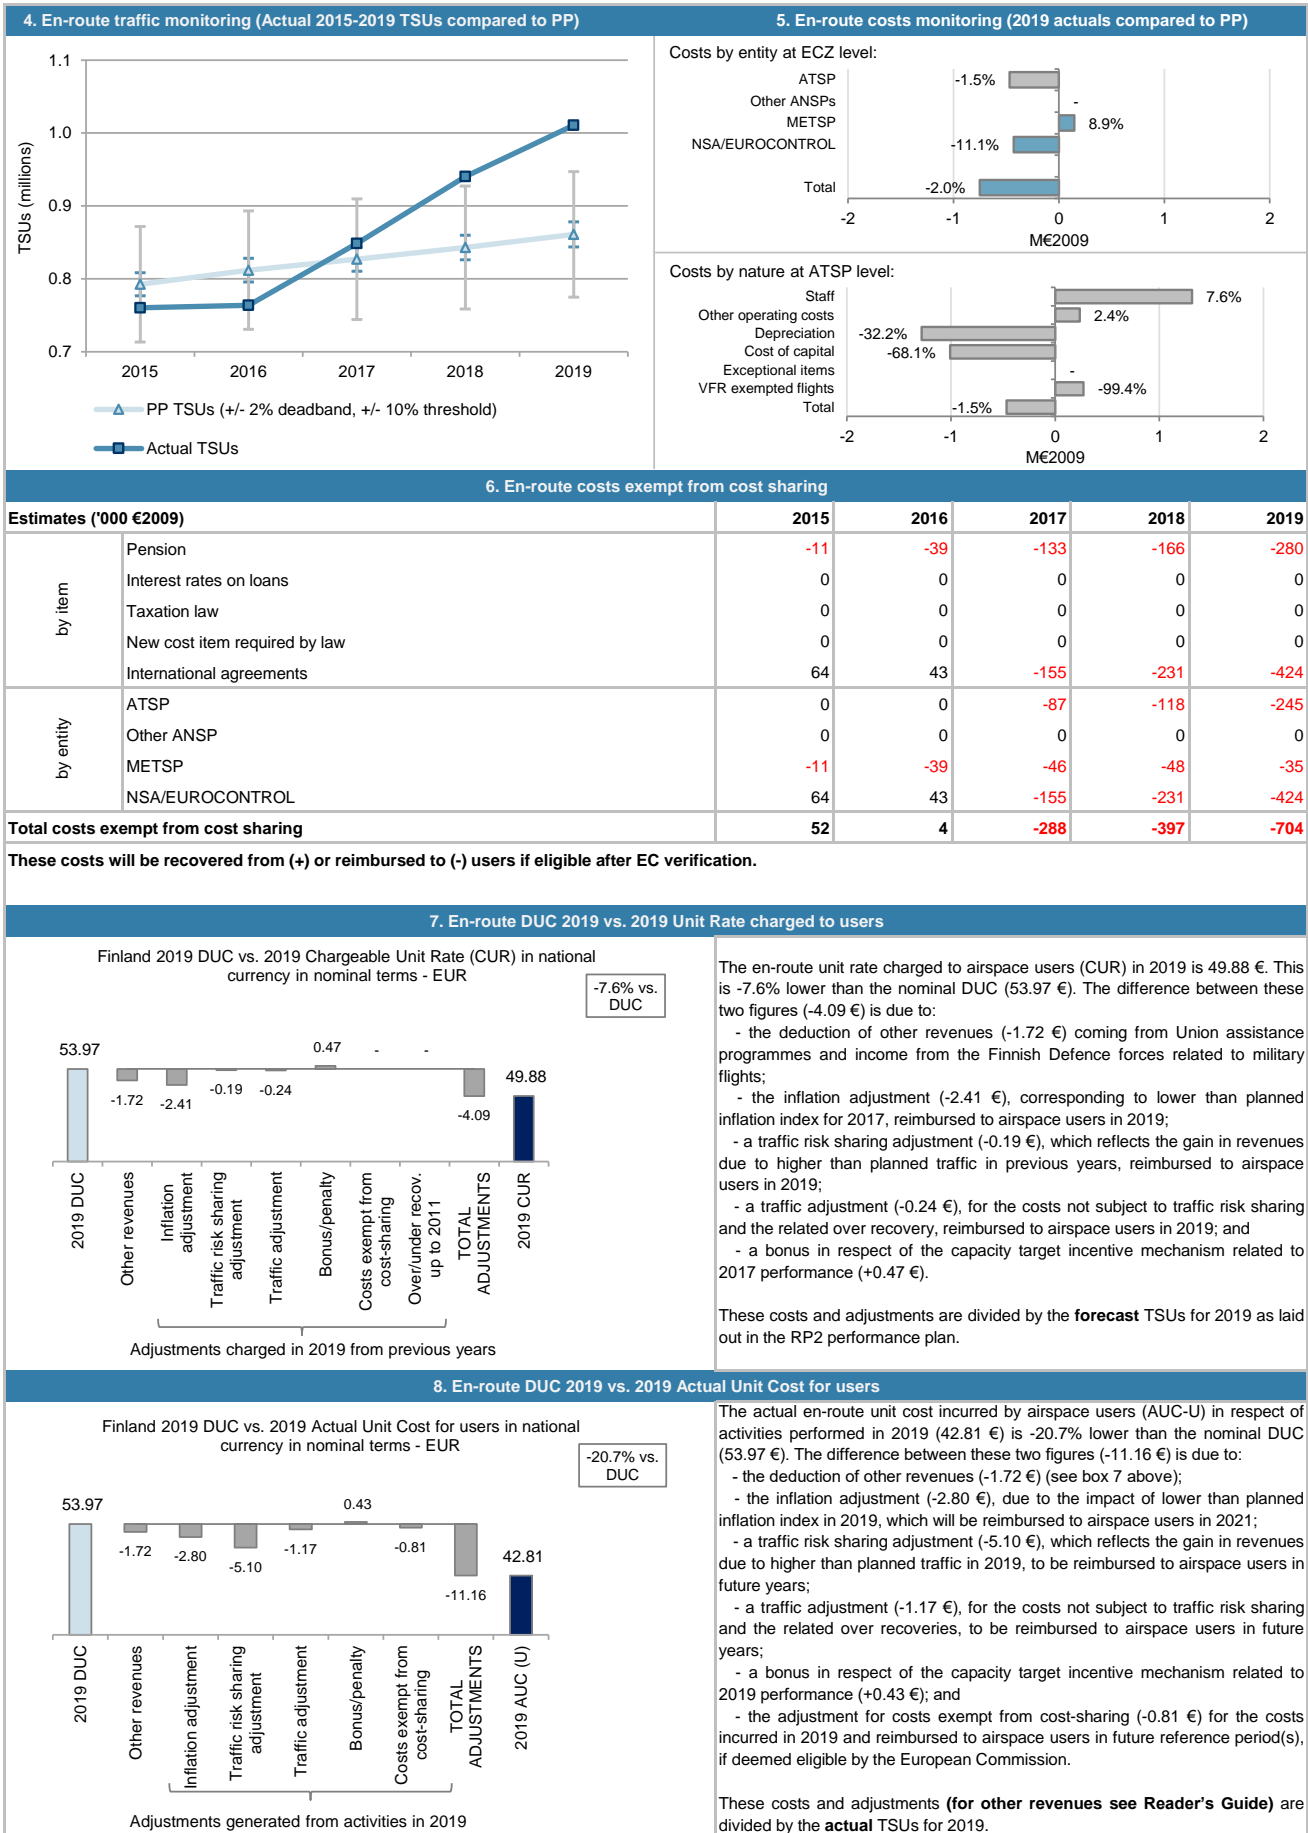 4. En-route traffic monitoring (Actual 2015-2019 TSUs compared to PP)
TSUs (millions)
1.1
1.0
0.9
0.8
0.7
2015 2016 2017 2018 2019
PP TSUs (+/- 2% deadband, +/- 10% threshold)
Actual TSUs
5. En-route costs monitoring (2019 actuals compared to PP)
Costs by entity at ECZ level:
ATSP -1.5%
Other ANSPs -
METSP 8.9%
NSA/EUROCONTROL -11.1%
Total -2.0%
-2 -1 0 1 2
M€2009
Costs by nature at ATSP level:
Staff 7.6%
Other operating costs 2.4%
Depreciation -32.2%
Cost of capital -68.1%
Exceptional items -
VFR exempted flights -99.4%
Total -1.5%
-2 -1 0 1 2
M€2009
6. En-route costs exempt from cost sharing
Estimates ('000 €2009) 2015 2016 2017 2018 2019
by item
Pension -11 -39 -133 -166 -280
Interest rates on loans 0 0 0 0 0
Taxation law 0 0 0 0 0
New cost item required by law 0 0 0 0 0
International agreements 64 43 -155 -231 -424
by entity
ATSP 0 0 -87 -118 -245
Other ANSP 0 0 0 0 0
METSP -11 -39 -46 -48 -35
NSA/EUROCONTROL 64 43 -155 -231 -424
Total costs exempt from cost sharing 52 4 -288 -397 -704
These costs will be recovered from (+) or reimbursed to (-) users if eligible after EC verification.
7. En-route DUC 2019 vs. 2019 Unit Rate charged to users
Finland 2019 DUC vs. 2019 Chargeable Unit Rate (CUR) in national
currency in nominal terms - EUR
-7.6% vs.
DUC
53.97 -1.72 -2.41 -0.19 -0.24 0.47 - - -4.09 49.88
2019 DUC
Other revenues
Inflation
adjustment
Traffic risk sharing
adjustment
Traffic adjustment
Bonus/penalty
Costs exempt from
cost-sharing
Over/under recov.
up to 2011
TOTAL
ADJUSTMENTS
2019 CUR
Adjustments charged in 2019 from previous years
The en-route unit rate charged to airspace users (CUR) in 2019 is 49.88 €. This
is -7.6% lower than the nominal DUC (53.97 €). The difference between these
two figures (-4.09 €) is due to:
- the deduction of other revenues (-1.72 €) coming from Union assistance
programmes and income from the Finnish Defence forces related to military
flights;
- the inflation adjustment (-2.41 €), corresponding to lower than planned
inflation index for 2017, reimbursed to airspace users in 2019;
- a traffic risk sharing adjustment (-0.19 €), which reflects the gain in revenues
due to higher than planned traffic in previous years, reimbursed to airspace
users in 2019;
- a traffic adjustment (-0.24 €), for the costs not subject to traffic risk sharing
and the related over recovery, reimbursed to airspace users in 2019; and
- a bonus in respect of the capacity target incentive mechanism related to
2017 performance (+0.47 €).
These costs and adjustments are divided by the forecast TSUs for 2019 as laid
out in the RP2 performance plan.
8. En-route DUC 2019 vs. 2019 Actual Unit Cost for users
Finland 2019 DUC vs. 2019 Actual Unit Cost for users in national
currency in nominal terms - EUR
-20.7% vs.
DUC
53.97 -1.72 -2.80 -5.10 -1.17 0.43 -0.81 -11.16 42.81
2019 DUC
Other revenues
Inflation adjustment
Traffic risk sharing
adjustment
Traffic adjustment
Bonus/penalty
Costs exempt from
cost-sharing
TOTAL
ADJUSTMENTS
2019 AUC (U)
Adjustments generated from activities in 2019
The actual en-route unit cost incurred by airspace users (AUC-U) in respect of
activities performed in 2019 (42.81 €) is -20.7% lower than the nominal DUC
(53.97 €). The difference between these two figures (-11.16 €) is due to:
- the deduction of other revenues (-1.72 €) (see box 7 above);
- the inflation adjustment (-2.80 €), due to the impact of lower than planned
inflation index in 2019, which will be reimbursed to airspace users in 2021;
- a traffic risk sharing adjustment (-5.10 €), which reflects the gain in revenues
due to higher than planned traffic in 2019, to be reimbursed to airspace users in
future years;
- a traffic adjustment (-1.17 €), for the costs not subject to traffic risk sharing
and the related over recoveries, to be reimbursed to airspace users in future
years;
- a bonus in respect of the capacity target incentive mechanism related to
2019 performance (+0.43 €); and
- the adjustment for costs exempt from cost-sharing (-0.81 €) for the costs
incurred in 2019 and reimbursed to airspace users in future reference period(s),
if deemed eligible by the European Commission.
These costs and adjustments (for other revenues see Reader's Guide) are
divided by the actual TSUs for 2019.